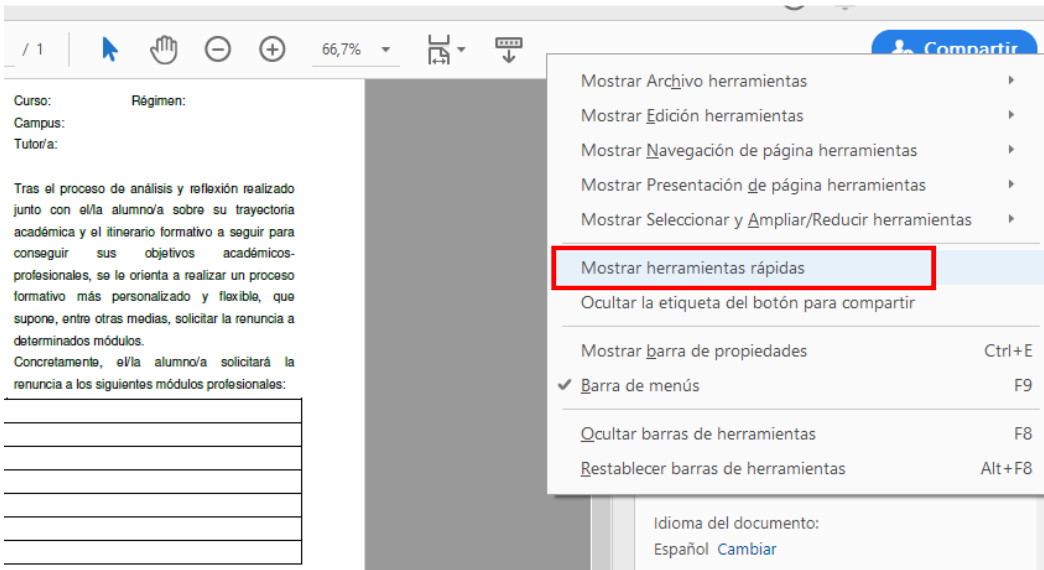 / 1
66,7%
Compartir
Curso: Régimen:
Campus:
Tutor/a:
Tras el proceso de análisis y reflexión realizado
junto con el/la alumno/a sobre su trayectoria
académica y el itinerario formativo a seguir para
conseguir sus objetivos académicos-
profesionales, se le orienta a realizar un proceso
formativo más personalizado y flexible, que
supone, entre otras medias, solicitar la renuncia a
determinados módulos.
Concretamente, el/la alumno/a solicitará la
renuncia a los siguientes módulos profesionales:
Mostrar Archivo herramientas
Mostrar Edición herramientas
Mostrar Navegación de página herramientas
Mostrar Presentación de página herramientas
Mostrar Seleccionar y Ampliar/Reducir herramientas
Mostrar herramientas rápidas
Ocultar la etiqueta del botón para compartir
Mostrar barra de propiedades Ctrl+E
Barra de menús F9
Ocultar barras de herramientas F8
Restablecer barras de herramientas Alt+F8
Idioma del documento:
Español Cambiar